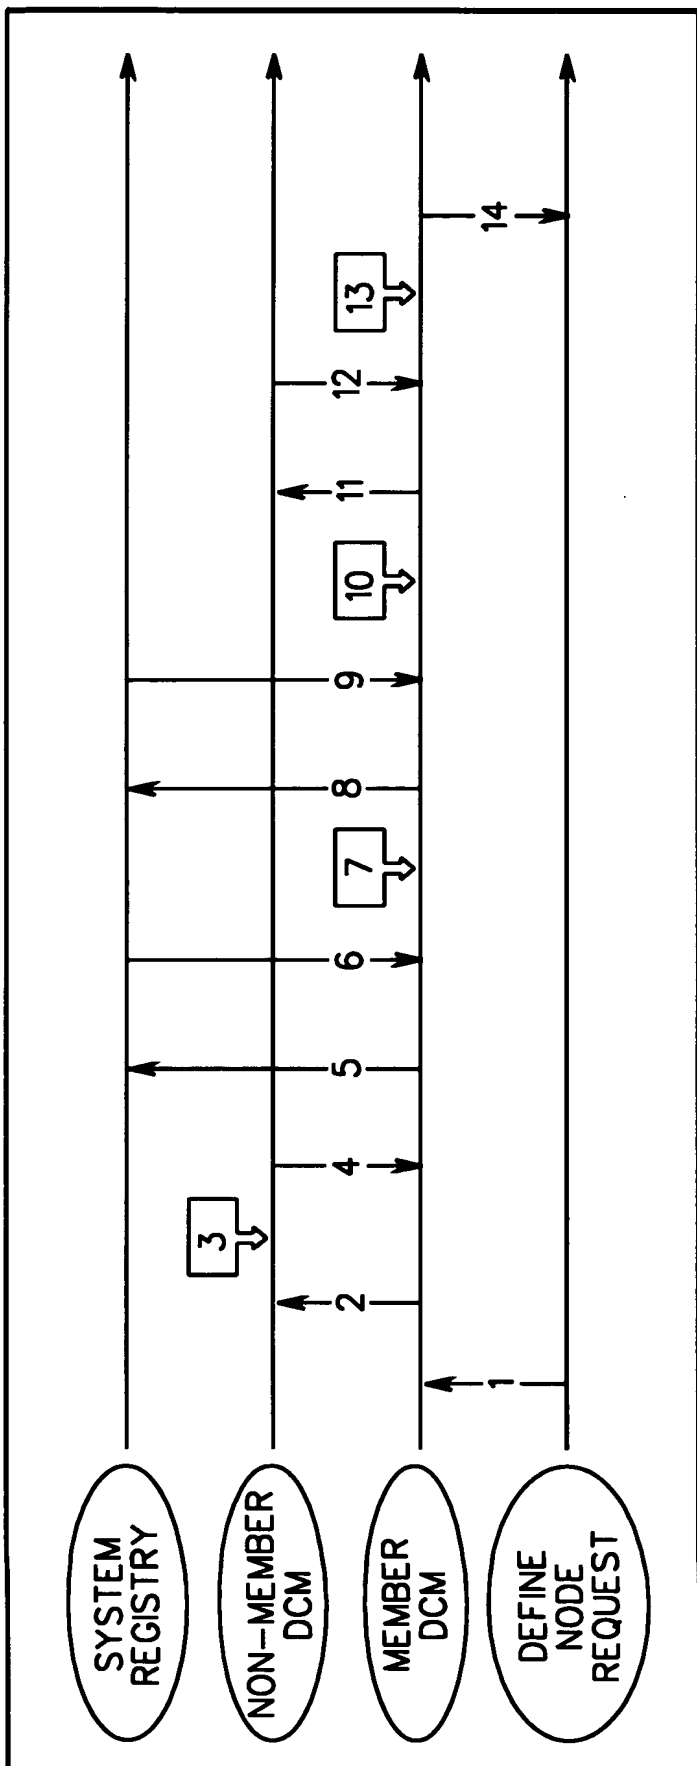 SYSTEM
REGISTRY
NON-MEMBER
DCM
MEMBER
DCM
DEFINE
NODE
REQUEST
1
2
3
4
5
6
7
8
9
10
11
12
13
14